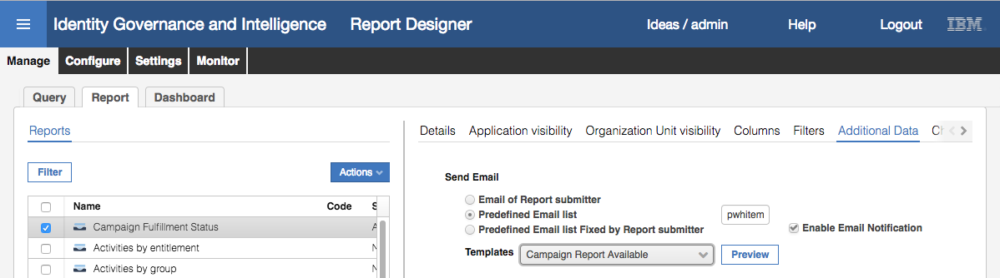 Identity Governance and Intelligence Report Designer Ideas / admin Help Logout IBM
Manage Configure Settings Monitor
Query Report Dashboard
Reports
Details Application visibility Organization Unit visibility Columns Filters Additional Data
Filter Actions
Send Email
Email of Report submitter
Predefined Email list pwhitem
Predefined Email list Fixed by Report submitter Enable Email Notification
Templates Campaign Report Available Preview
Name Code
Campaign Fulfillment Status
Activities by entitlement
Activities by group